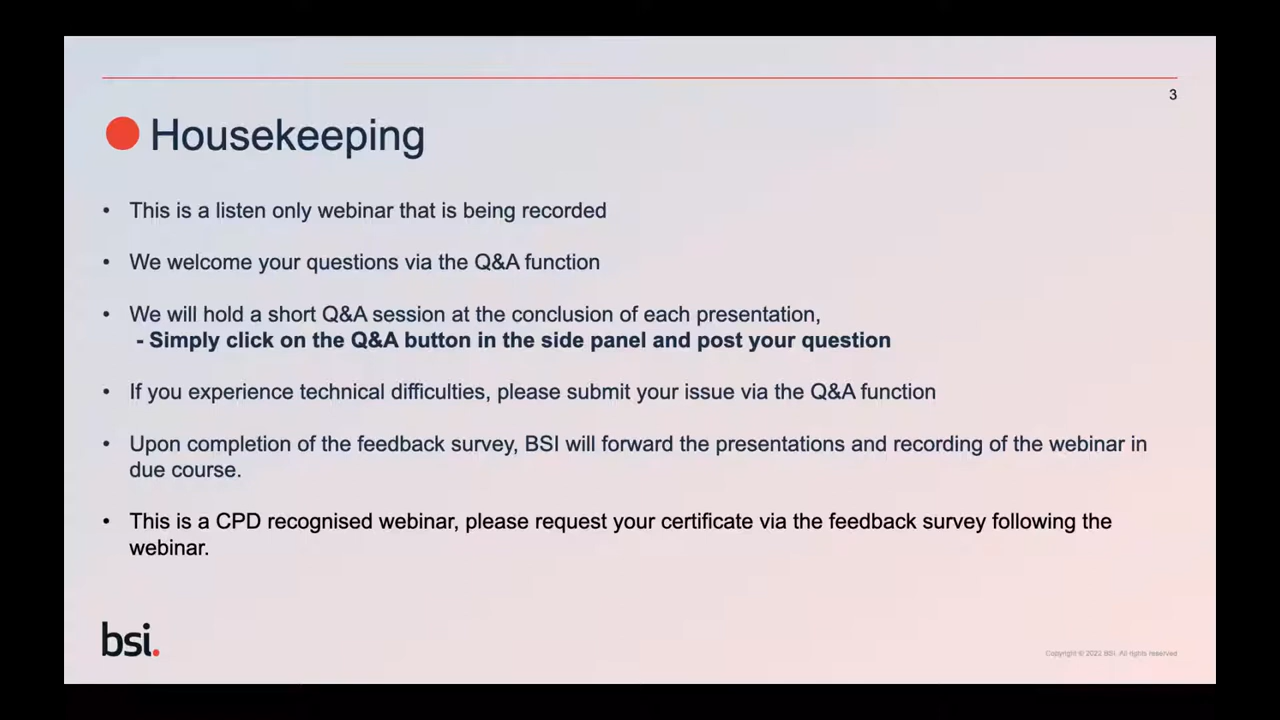 3
Housekeeping
• This is a listen only webinar that is being recorded
• We welcome your questions via the Q&A function
• We will hold a short Q&A session at the conclusion of each presentation,
- Simply click on the Q&A button in the side panel and post your question
• If you experience technical difficulties, please submit your issue via the Q&A function
• Upon completion of the feedback survey, BSI will forward the presentations and recording of the webinar in
due course.
• This is a CPD recognised webinar, please request your certificate via the feedback survey following the
webinar.
bsi.
Copyright © 2022 BSI. All rights reserved